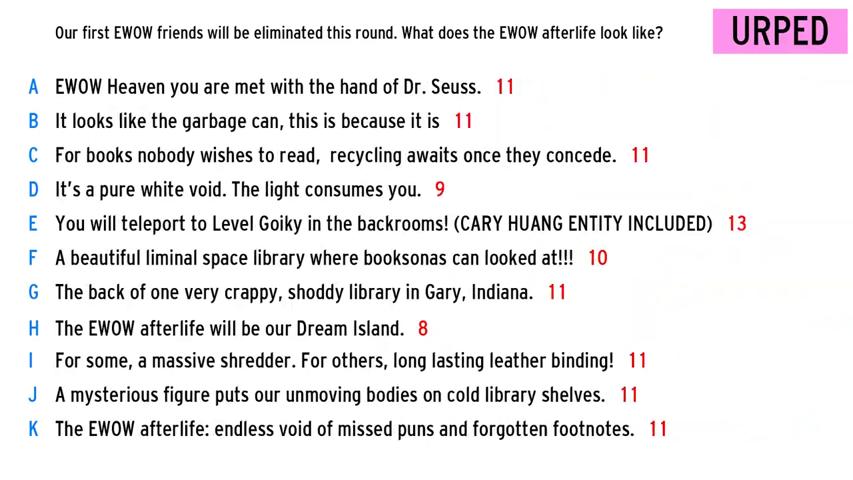 Our first EWOW friends will be eliminated this round. What does the EWOW afterlife look like?
URPED
A EWOW Heaven you are met with the hand of Dr. Seuss. 11
B It looks like the garbage can, this is because it is 11
C For books nobody wishes to read, recycling awaits once they concede. 11
D It's a pure white void. The light consumes you. 9
E You will teleport to Level Goiky in the backrooms! (CARY HUANG ENTITY INCLUDED) 13
F A beautiful liminal space library where booksonas can looked at!!! 10
G The back of one very crappy, shoddy library in Gary, Indiana. 11
H The EWOW afterlife will be our Dream Island. 8
I For some, a massive shredder. For others, long lasting leather binding! 11
J A mysterious figure puts our unmoving bodies on cold library shelves. 11
K The EWOW afterlife: endless void of missed puns and forgotten footnotes. 11